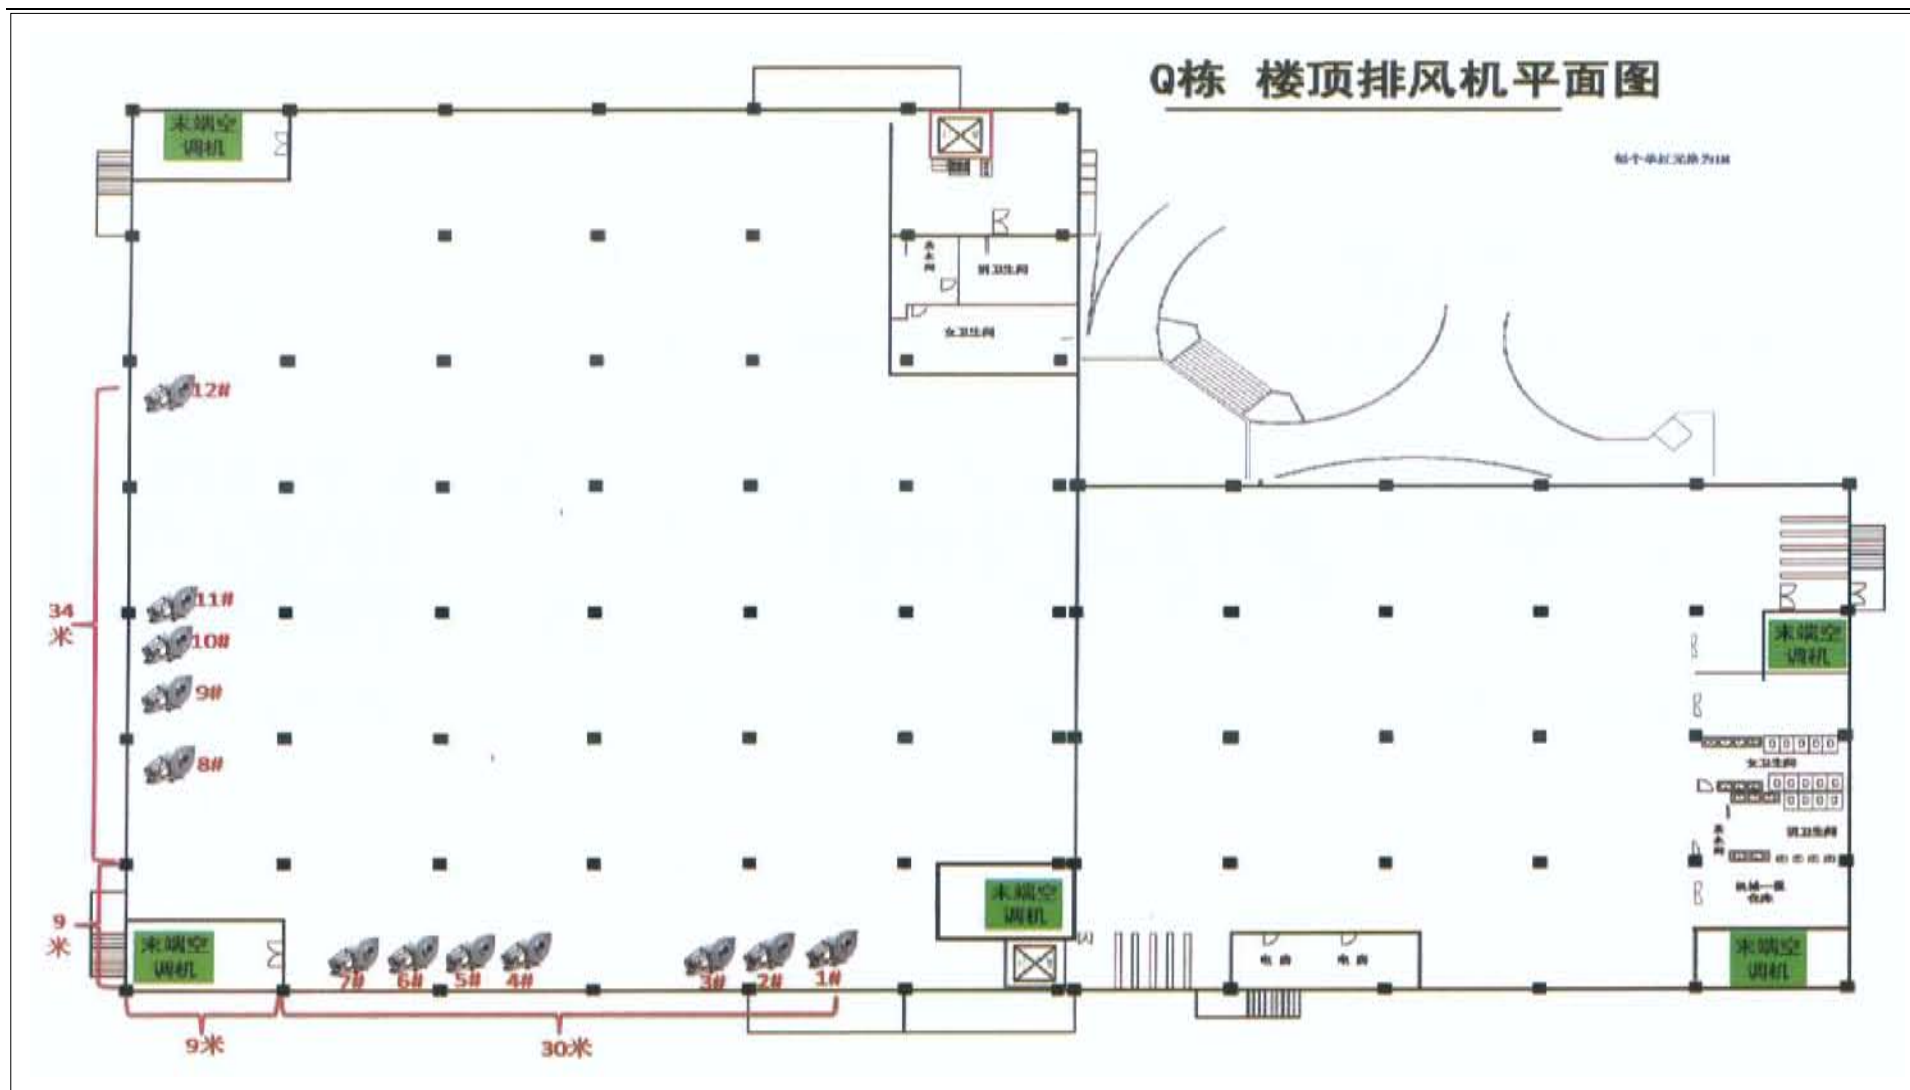 Q栋 楼顶排风机平面图
末端空
调机
男卫生间
女卫生间
12#
11#
34
米
10#
9#
8#
末端空
调机
女卫生间
男卫生间
9
米
末端空
调机
末端空
调机
7#
6#
5#
4#
3#
2#
1#
电房
电房
末端空
调机
9米
30米